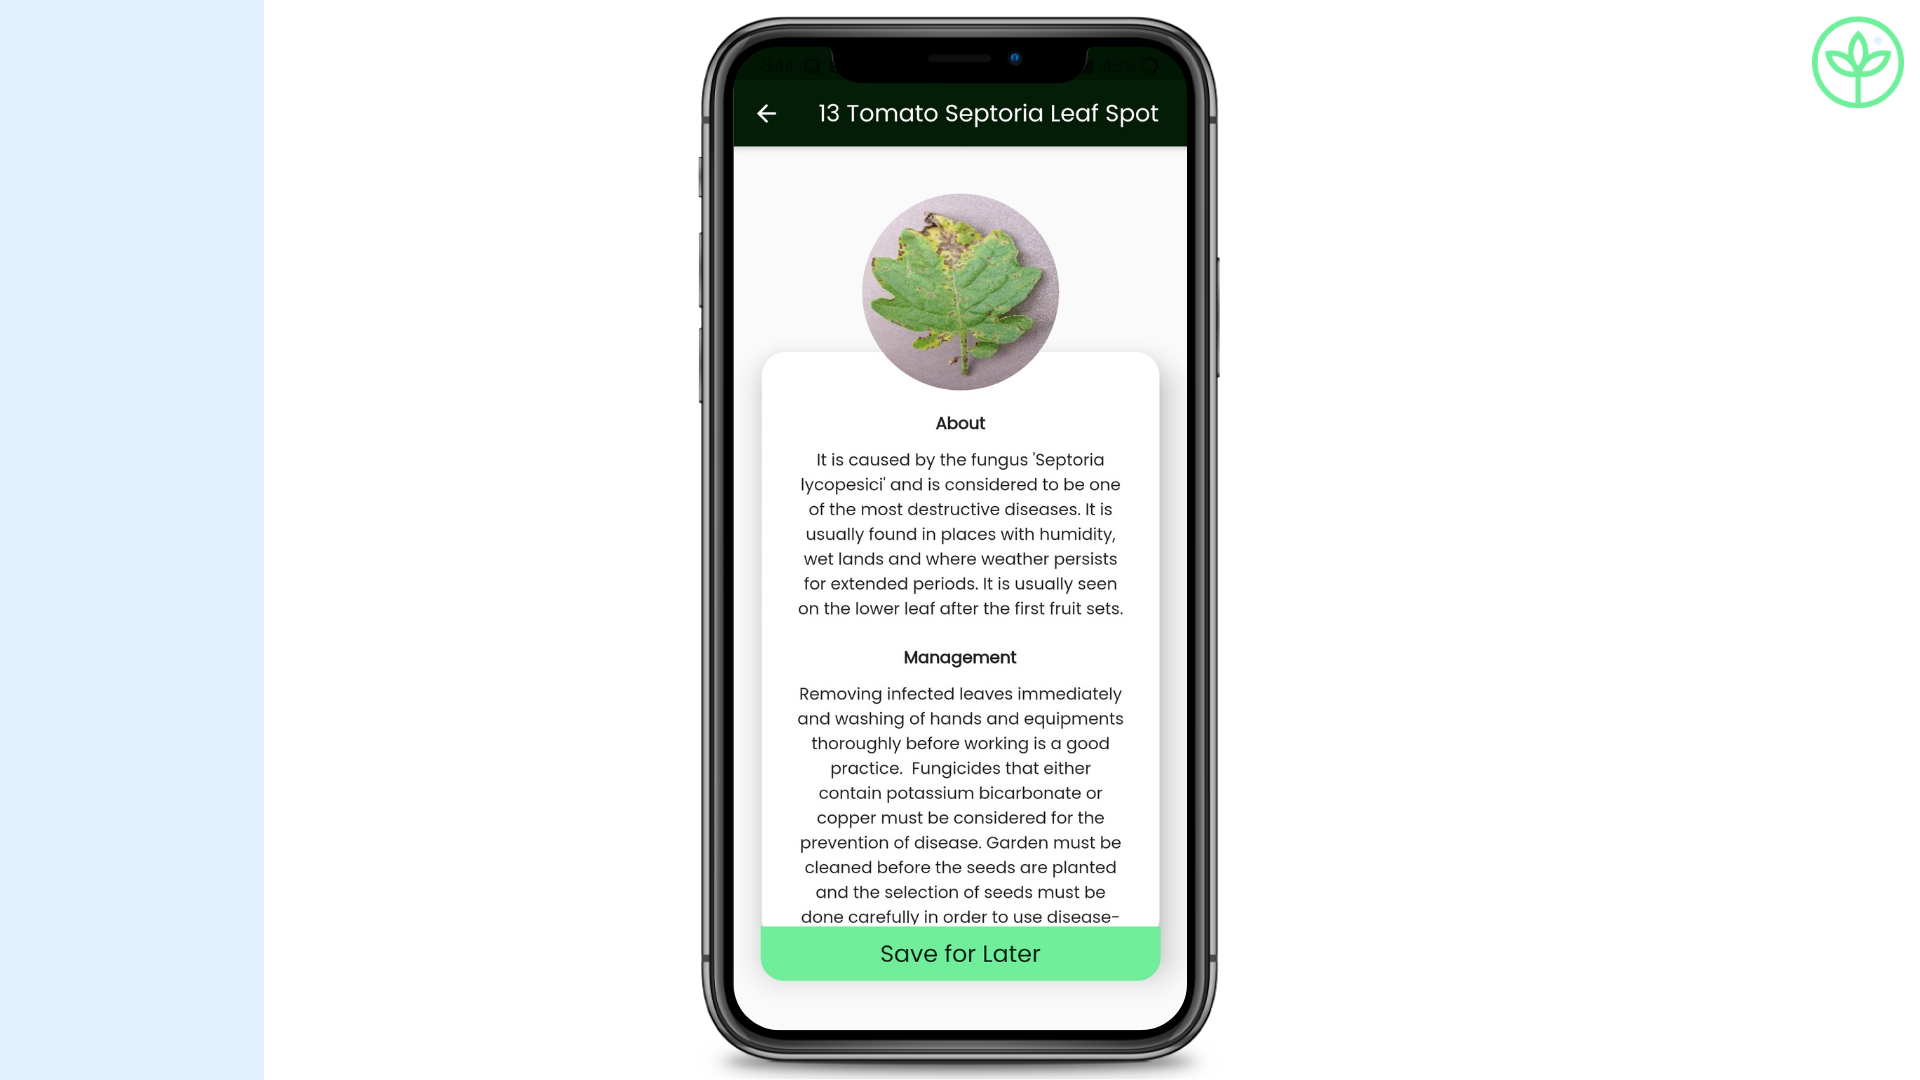 3:44 45%
13 Tomato Septoria Leaf Spot
About
It is caused by the fungus 'Septoria
lycopesici' and is considered to be one
of the most destructive diseases. It is
usually found in places with humidity,
wet lands and where weather persists
for extended periods. It is usually seen
on the lower leaf after the first fruit sets.
Management
Removing infected leaves immediately
and washing of hands and equipments
thoroughly before working is a good
practice.  Fungicides that either
contain potassium bicarbonate or
copper must be considered for the
prevention of disease. Garden must be
cleaned before the seeds are planted
and the selection of seeds must be
done carefully in order to use disease-
Save for Later